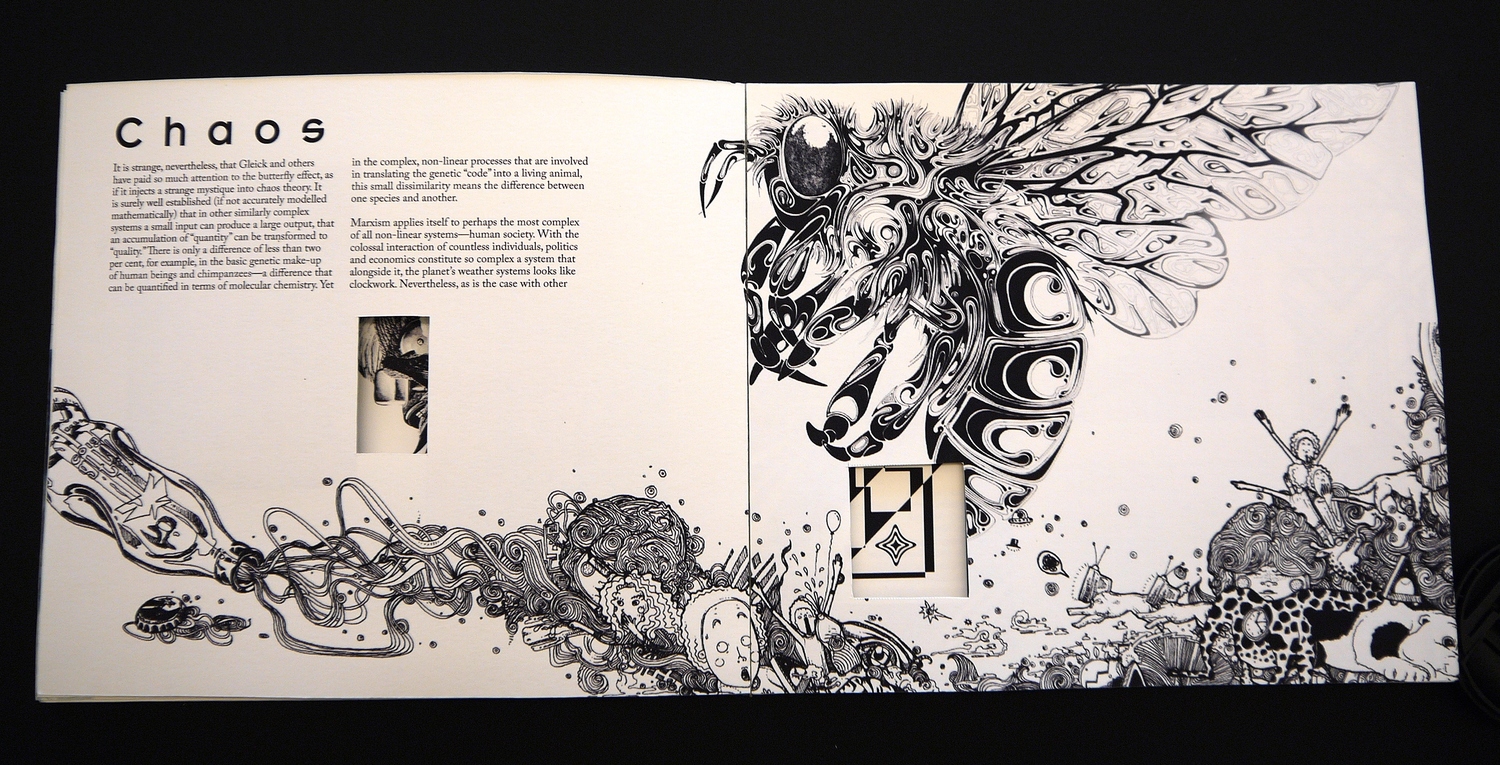 Chaos
It is strange, nevertheless, that Gleick and others
have paid so much attention to the butterfly effect, as
if it injects a strange mystique into chaos theory. It
is surely well established (if not accurately modelled
mathematically) that in other similarly complex
systems a small input can produce a large output, that
an accumulation of “quantity” can be transformed to
“quality.” There is only a difference of less than two
per cent, for example, in the basic genetic make-up
of human beings and chimpanzees—a difference that
can be quantified in terms of molecular chemistry. Yet
in the complex, non-linear processes that are involved
in translating the genetic “code” into a living animal,
this small dissimilarity means the difference between
one species and another.
Marxism applies itself to perhaps the most complex
of all non-linear systems—human society. With the
colossal interaction of countless individuals, politics
and economics constitute so complex a system that
alongside it, the planet’s weather systems looks like
clockwork. Nevertheless, as is the case with other